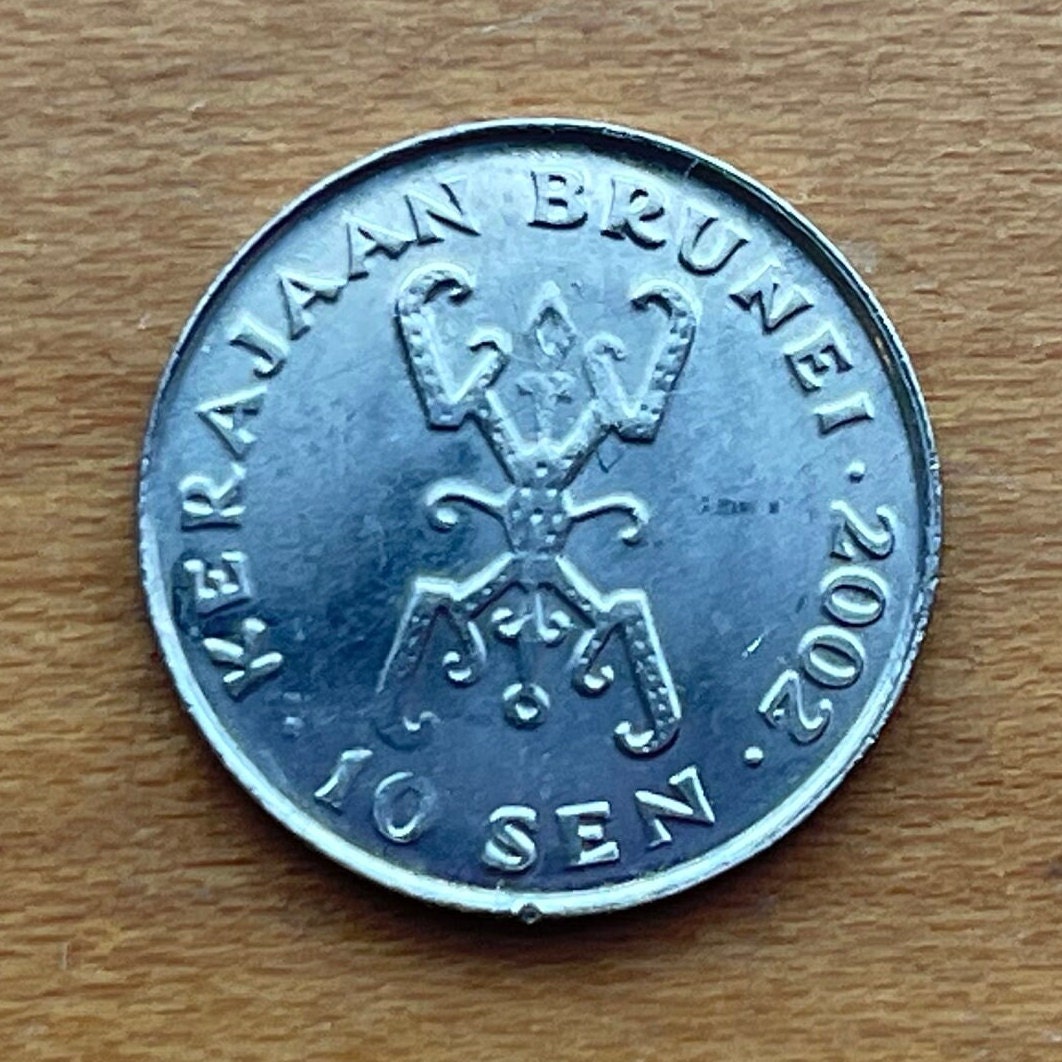 KERAJAAN BRUNEI · 2002 ·
10 SEN ·